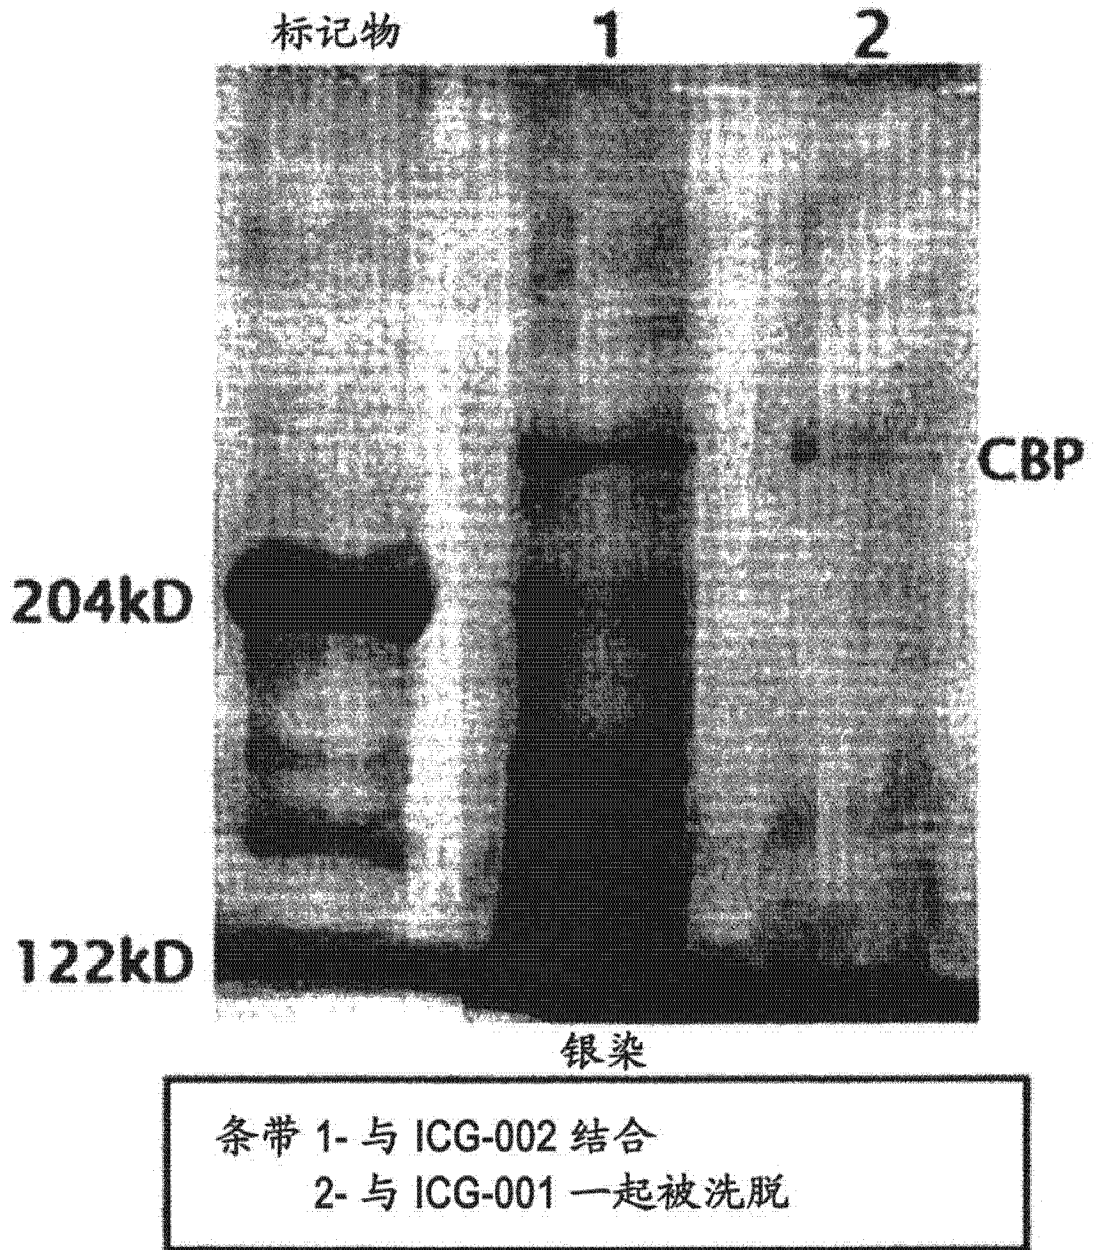 标记物 1 2
CBP
204kD
122kD
银染
条带 1- 与 ICG-002 结合
2- 与 ICG-001 一起被洗脱